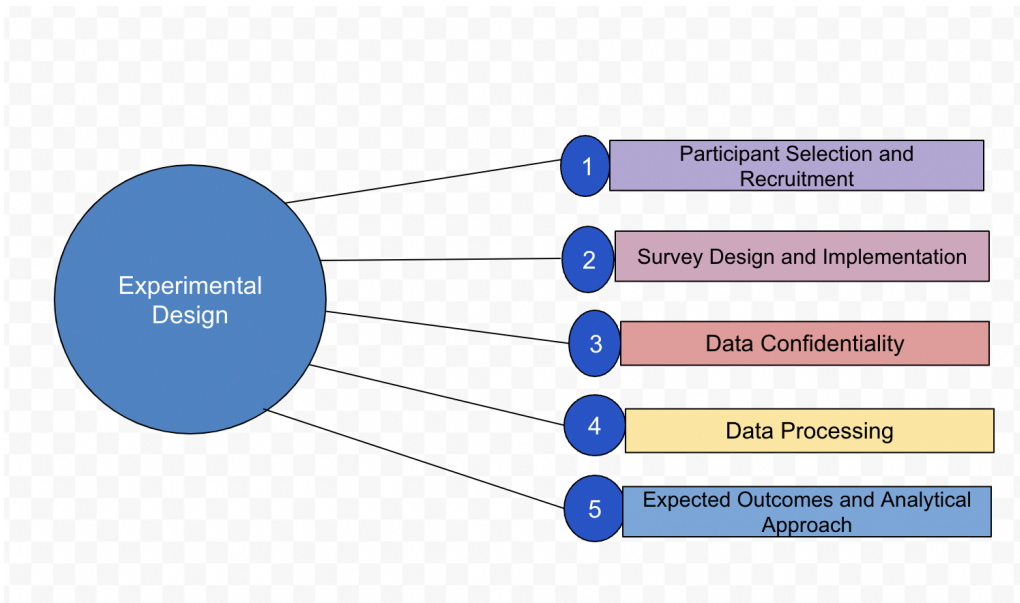 Experimental
Design
1
Participant Selection and
Recruitment
2
Survey Design and Implementation
3
Data Confidentiality
4
Data Processing
5
Expected Outcomes and Analytical
Approach